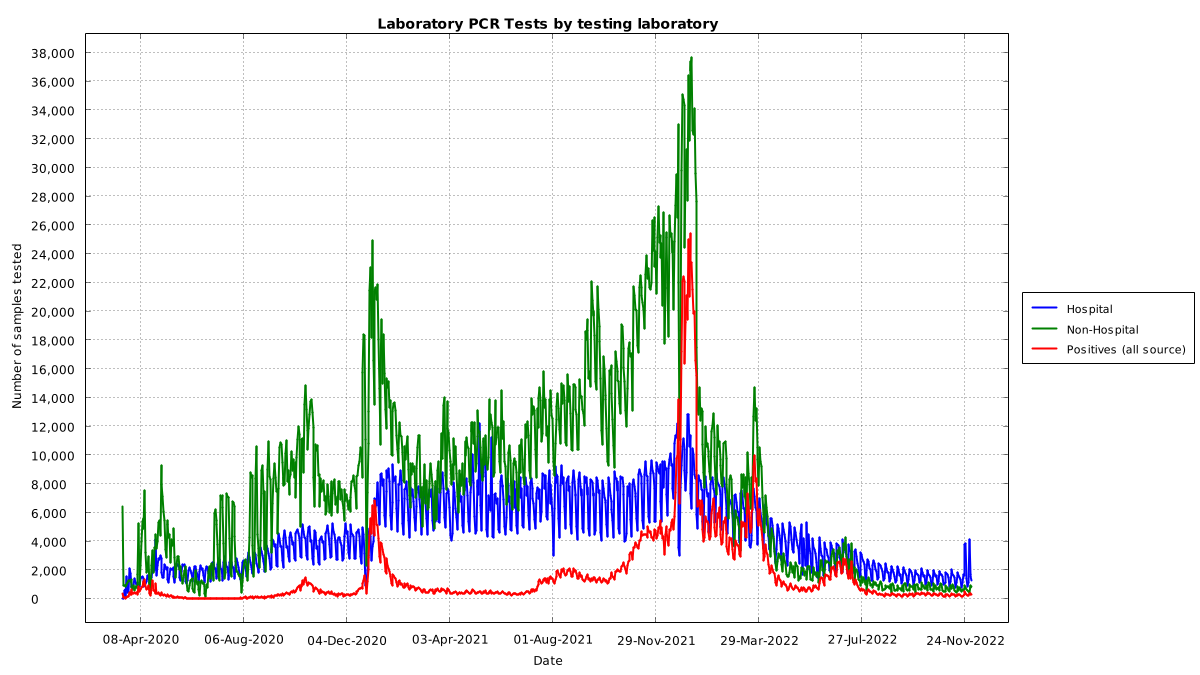 Laboratory PCR Tests by testing laboratory
38,000
36,000
34,000
32,000
30,000
28,000
26,000
24,000
22,000
20,000
18,000
16,000
14,000
12,000
10,000
8,000
6,000
4,000
2,000
0
Number of samples tested
08-Apr-2020 06-Aug-2020 04-Dec-2020 03-Apr-2021 01-Aug-2021 29-Nov-2021 29-Mar-2022 27-Jul-2022 24-Nov-2022
Date
Hospital
Non-Hospital
Positives (all source)